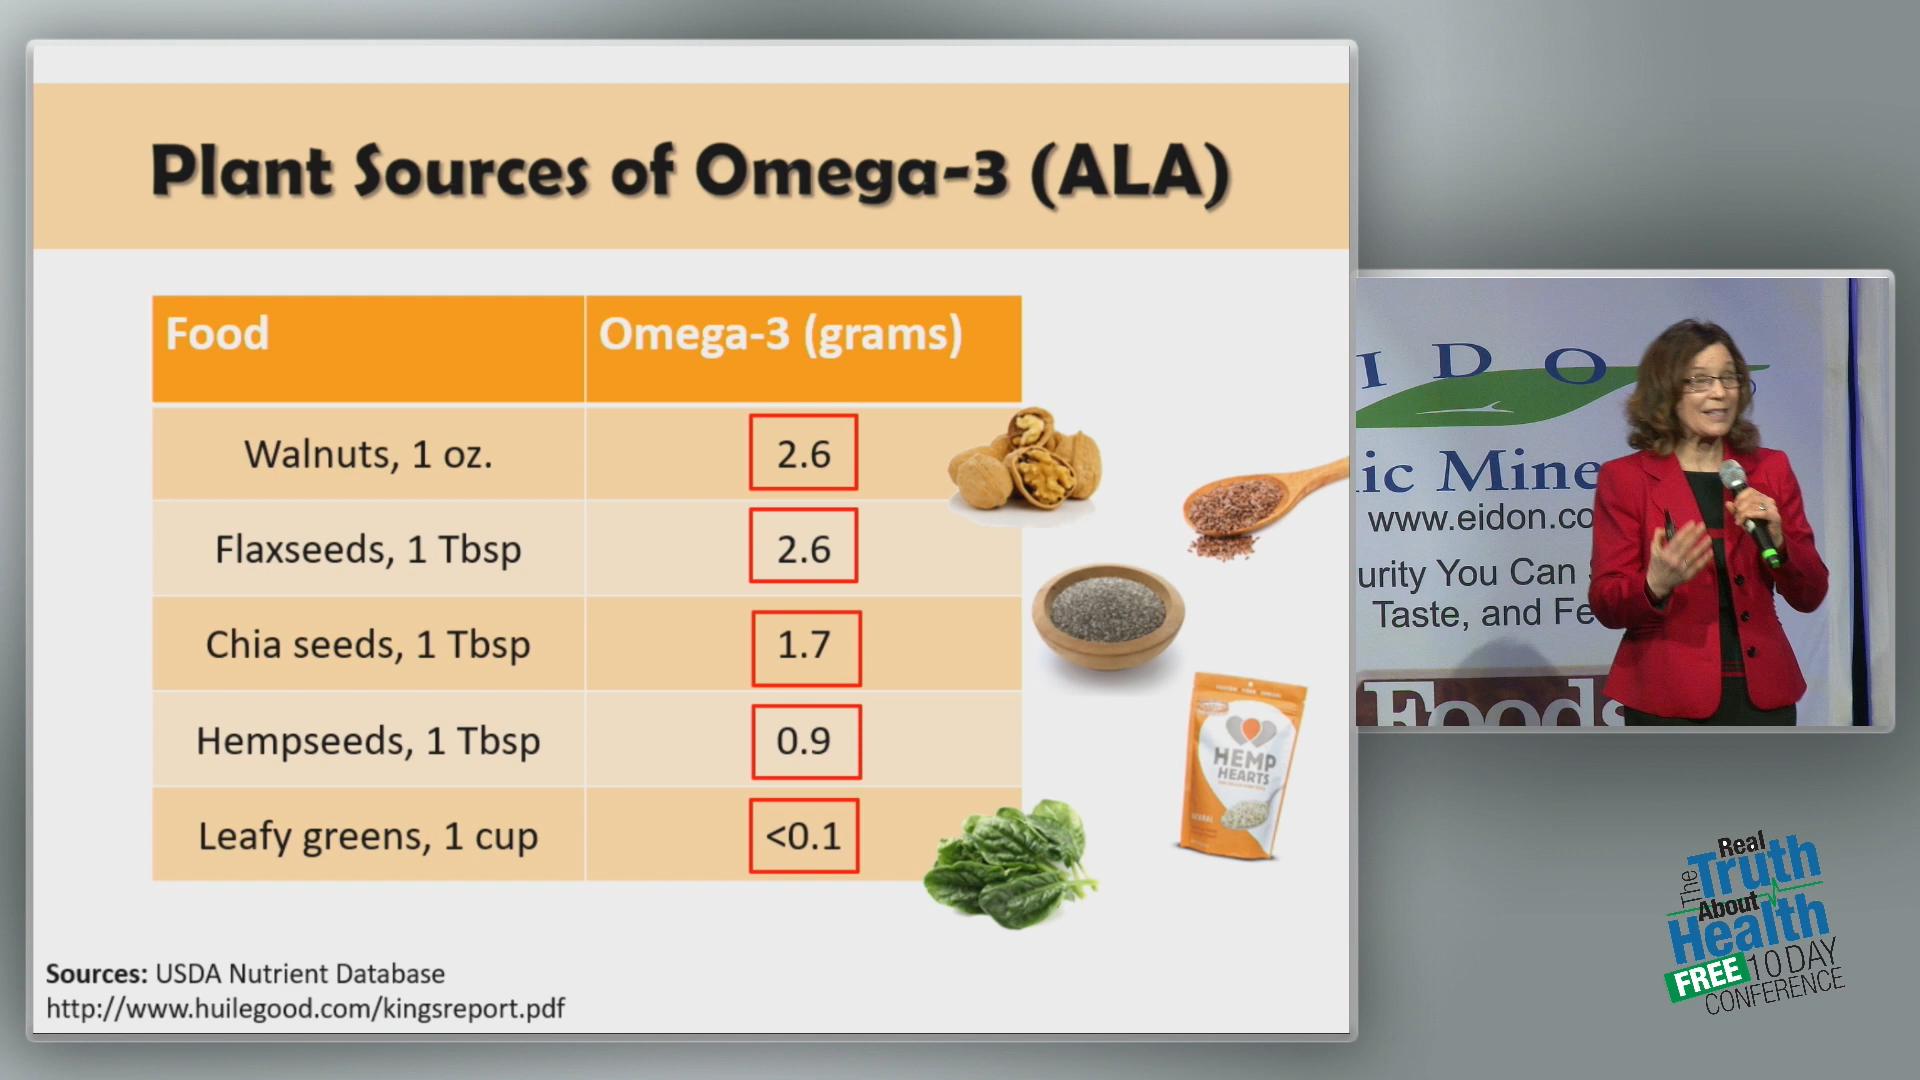 Plant Sources of Omega-3 (ALA)
Food
Omega-3 (grams)
Walnuts, 1 oz.
2.6
Flaxseeds, 1 Tbsp
2.6
Chia seeds, 1 Tbsp
1.7
Hempseeds, 1 Tbsp
0.9
Leafy greens, 1 cup
<0.1
HEMP
HEARTS
Sources: USDA Nutrient Database
http://www.huilegood.com/kingsreport.pdf
I D O
ic Mine
www.eidon.co
urity You Can
Taste, and Fe
Foods
The Real
Truth
About
Health
FREE 10 DAY
CONFERENCE